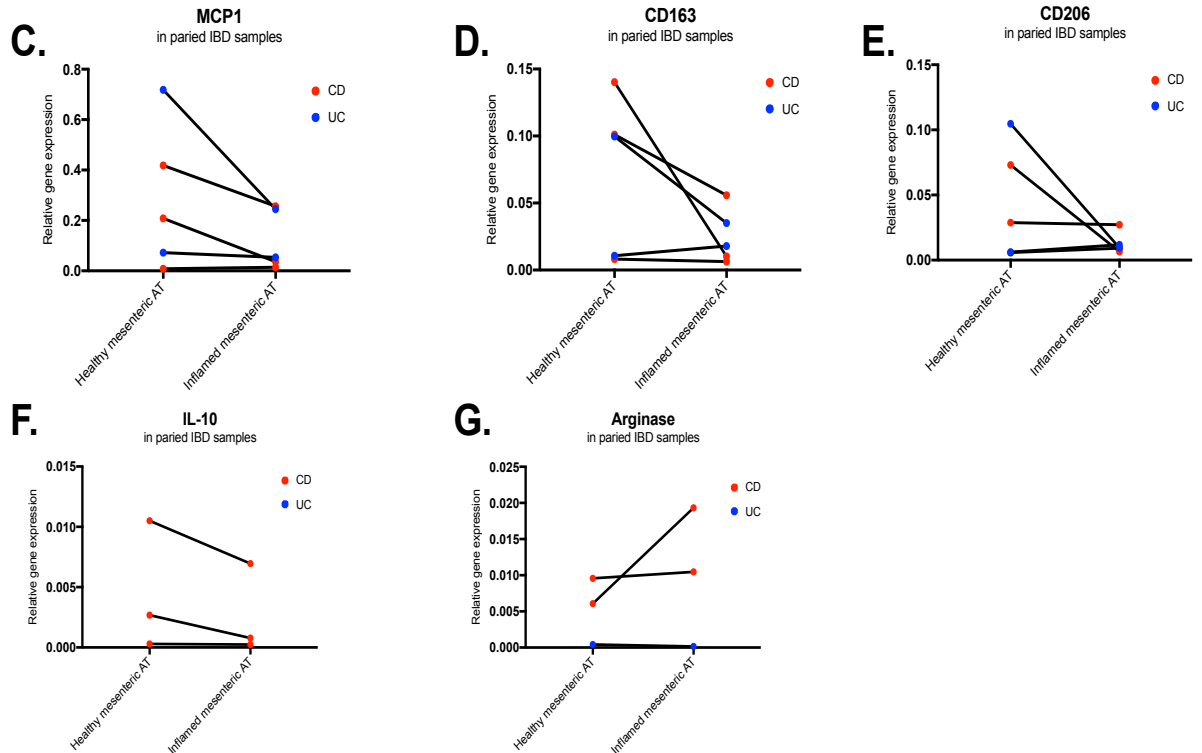 C.
MCP1
in paried IBD samples
Relative gene expression
0.8
0.6
0.4
0.2
0.0
CD
UC
Healthy mesenteric AT
Inflamed mesenteric AT
D.
CD163
in paried IBD samples
Relative gene expression
0.15
0.10
0.05
0.00
CD
UC
Healthy mesenteric AT
Inflamed mesenteric AT
E.
CD206
in paried IBD samples
Relative gene expression
0.15
0.10
0.05
0.00
CD
UC
Healthy mesenteric AT
Inflamed mesenteric AT
F.
IL-10
in paried IBD samples
Relative gene expression
0.015
0.010
0.005
0.000
CD
UC
Healthy mesenteric AT
Inflamed mesenteric AT
G.
Arginase
in paried IBD samples
Relative gene expression
0.025
0.020
0.015
0.010
0.005
0.000
CD
UC
Healthy mesenteric AT
Inflamed mesenteric AT